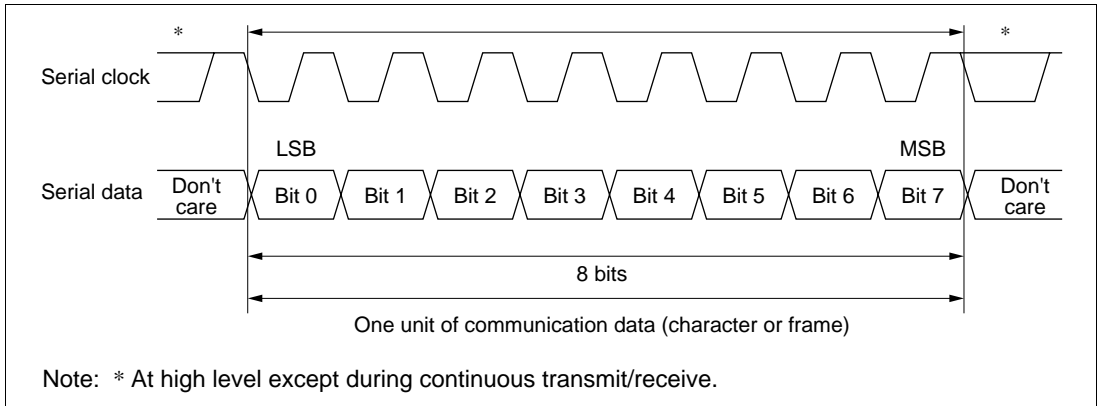 * *
Serial clock
LSB MSB
Serial data Don't care Bit 0 Bit 1 Bit 2 Bit 3 Bit 4 Bit 5 Bit 6 Bit 7 Don't care
8 bits
One unit of communication data (character or frame)
Note: * At high level except during continuous transmit/receive.